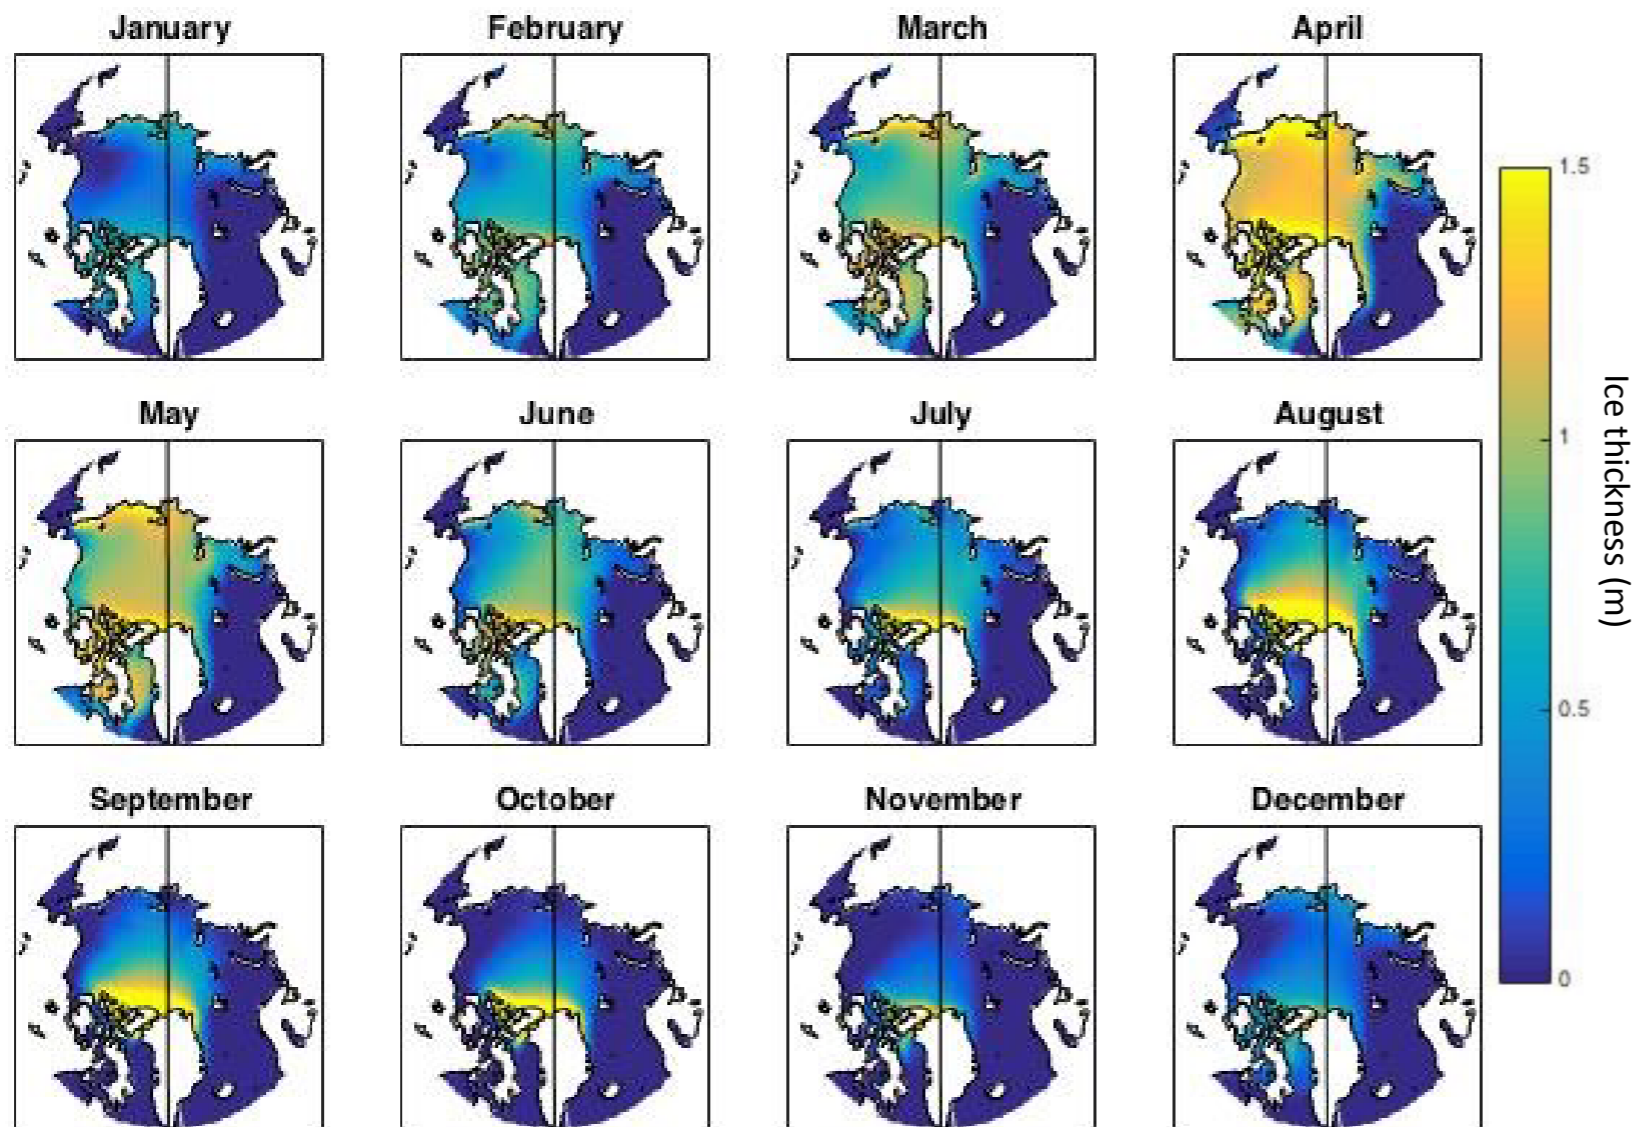 January
February
March
April
May
June
July
August
September
October
November
December
1.5
1
0.5
0
Ice thickness (m)